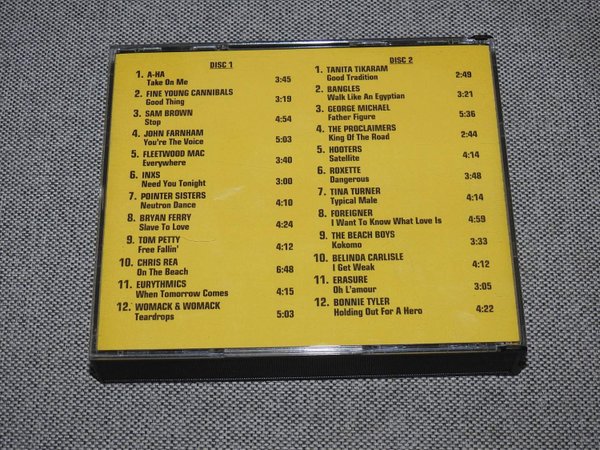 DISC 1
1. A-HA
Take On Me 3:45
2. FINE YOUNG CANNIBALS
Good Thing 3:19
3. SAM BROWN
Stop 4:54
4. JOHN FARNHAM
You're The Voice 5:03
5. FLEETWOOD MAC
Everywhere 3:40
6. INXS
Need You Tonight 3:00
7. POINTER SISTERS
Neutron Dance 4:10
8. BRYAN FERRY
Slave To Love 4:24
9. TOM PETTY
Free Fallin' 4:12
10. CHRIS REA
On The Beach 6:48
11. EURYTHMICS
When Tomorrow Comes 4:15
12. WOMACK & WOMACK
Teardrops 5:03
DISC 2
1. TANITA TIKARAM
Good Tradition 2:49
2. BANGLES
Walk Like An Egyptian 3:21
3. GEORGE MICHAEL
Father Figure 5:36
4. THE PROCLAIMERS
King Of The Road 2:44
5. HOOTERS
Satellite 4:14
6. ROXETTE
Dangerous 3:48
7. TINA TURNER
Typical Male 4:14
8. FOREIGNER
I Want To Know What Love Is 4:59
9. THE BEACH BOYS
Kokomo 3:33
10. BELINDA CARLISLE
I Get Weak 4:12
11. ERASURE
Oh L'amour 3:05
12. BONNIE TYLER
Holding Out For A Hero 4:22